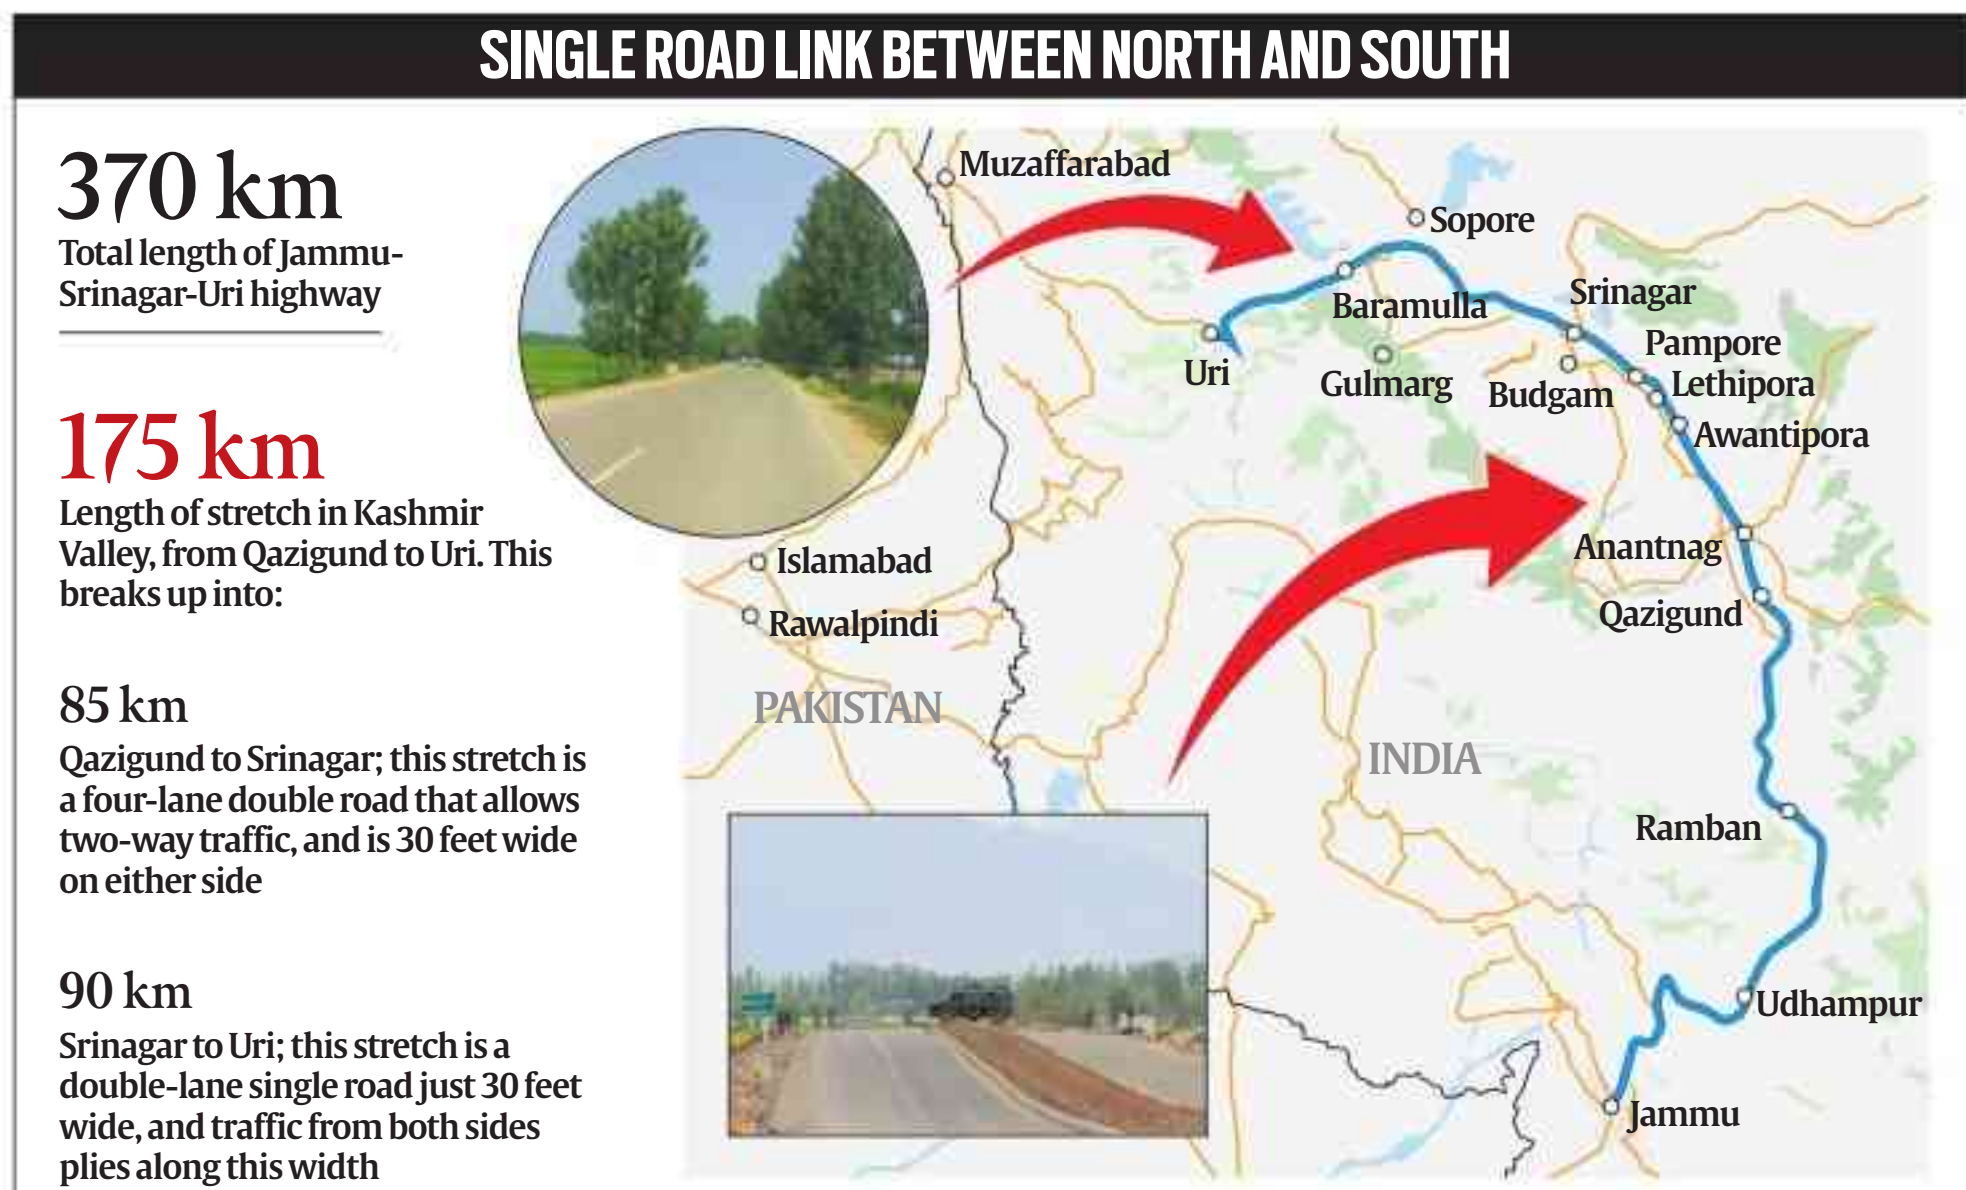 SINGLE ROAD LINK BETWEEN NORTH AND SOUTH
370 km
Total length of Jammu-
Srinagar-Uri highway
175 km
Length of stretch in Kashmir
Valley, from Qazigund to Uri. This
breaks up into:
85 km
Qazigund to Srinagar; this stretch is
a four-lane double road that allows
two-way traffic, and is 30 feet wide
on either side
90 km
Srinagar to Uri; this stretch is a
double-lane single road just 30 feet
wide, and traffic from both sides
plies along this width
Muzaffarabad
Sopore
Baramulla
Srinagar
Uri
Gulmarg
Budgam
Pampore
Lethipora
Awantipora
Anantnag
Qazigund
Islamabad
Rawalpindi
PAKISTAN
INDIA
Ramban
Udhampur
Jammu